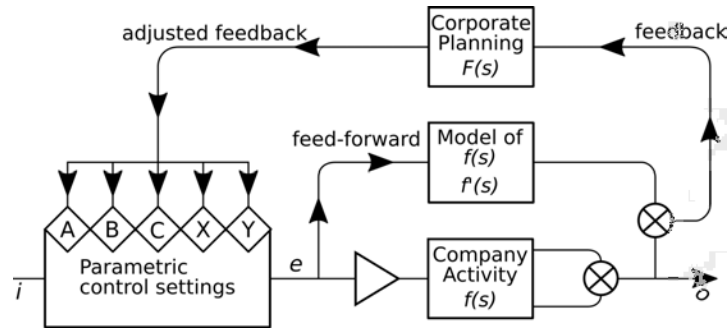 Corporate
Planning
F(s)
adjusted feedback
feedback
feed-forward
Model of
f(s)
f'(s)
A B C X Y
Parametric
control settings
i
e
Company
Activity
f(s)
o